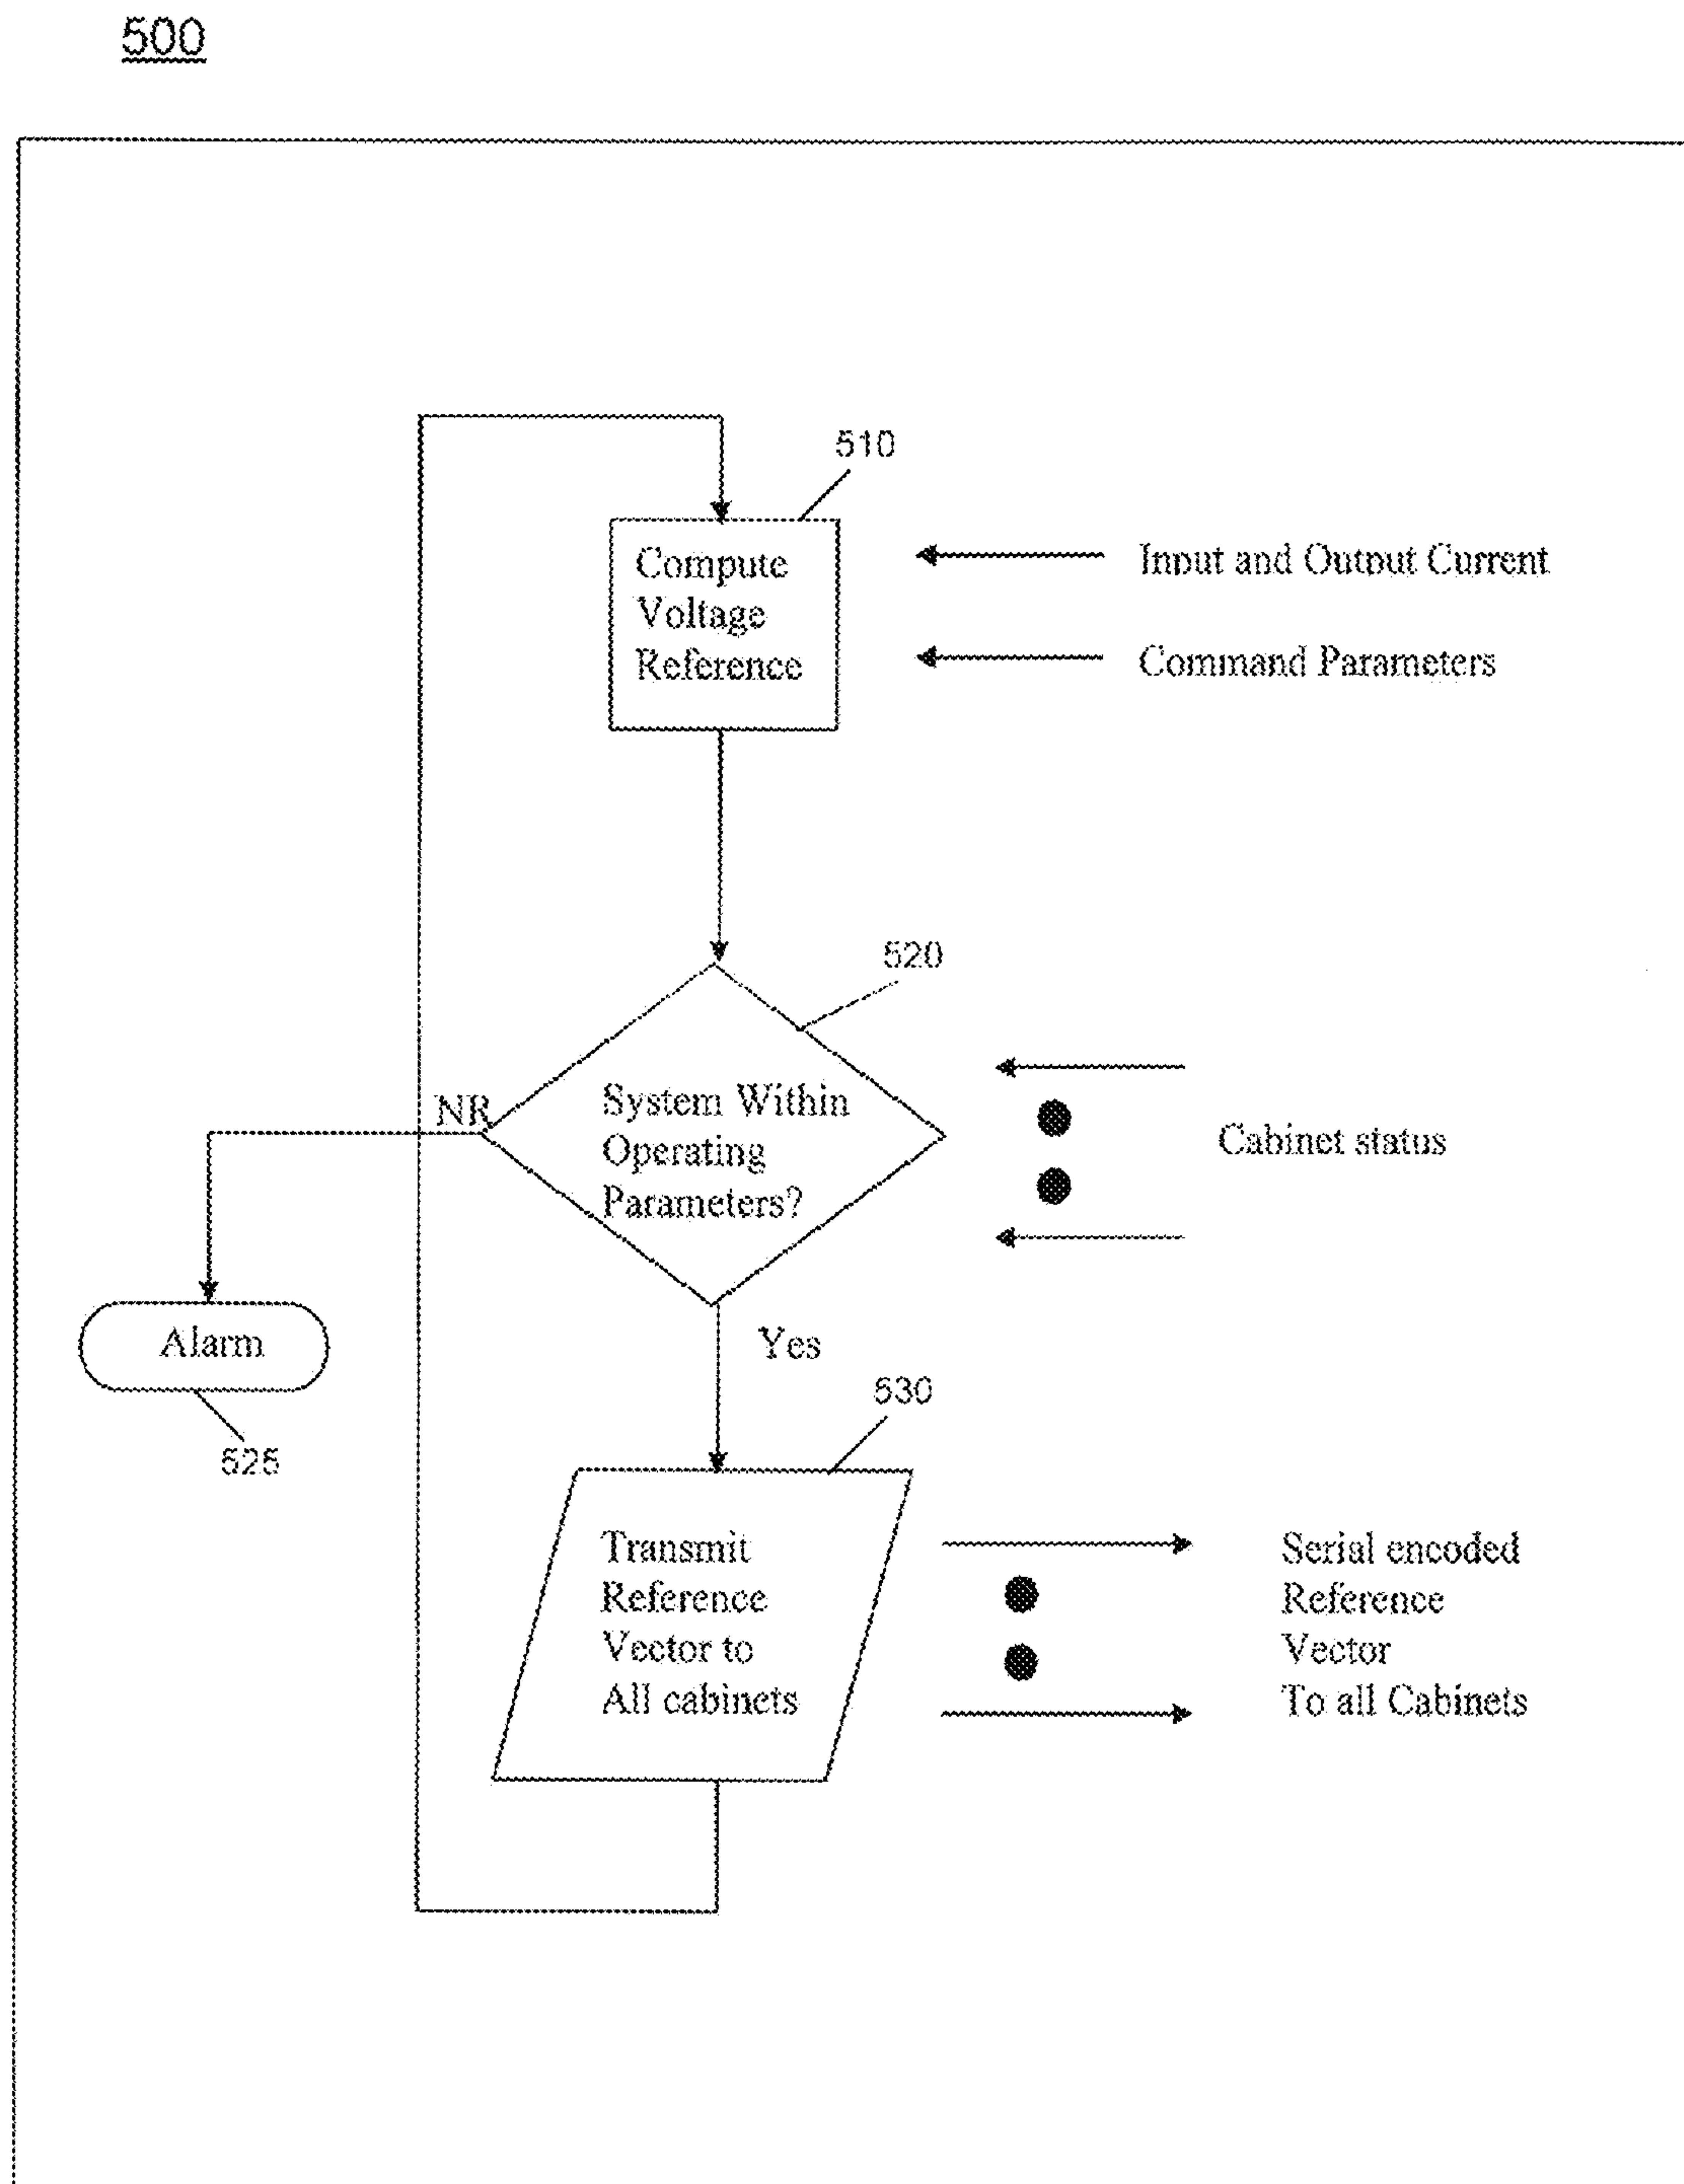 500
510
Compute
Voltage
Reference
Input and Output Current
Command Parameters
520
NR
System Within
Operating
Parameters?
Cabinet status
Yes
Alarm
525
530
Transmit
Reference
Vector to
All cabinets
Serial encoded
Reference
Vector
To all Cabinets